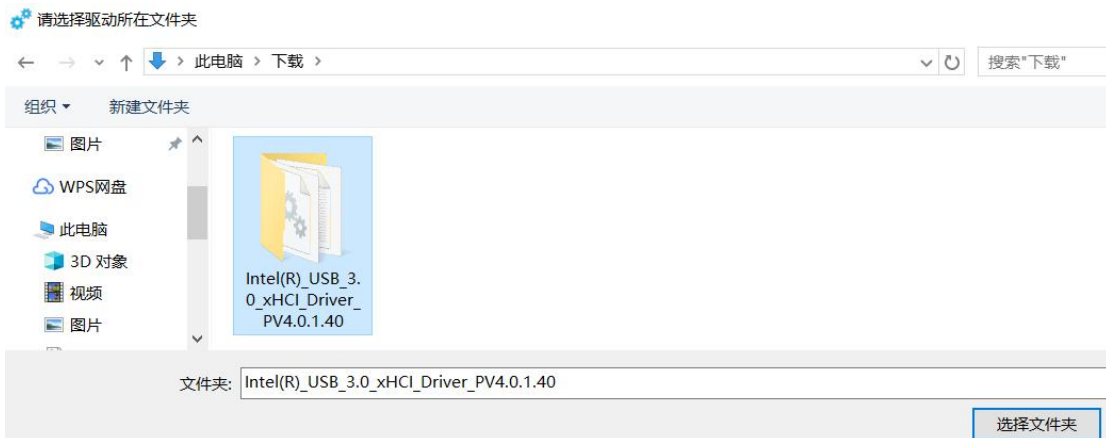 请选择驱动所在文件夹
此电脑 > 下载 >
搜索"下载"
组织
新建文件夹
图片
WPS网盘
此电脑
3D 对象
视频
图片
Intel(R)_USB_3.
0_xHCI_Driver_
PV4.0.1.40
文件夹: Intel(R)_USB_3.0_xHCI_Driver_PV4.0.1.40
选择文件夹